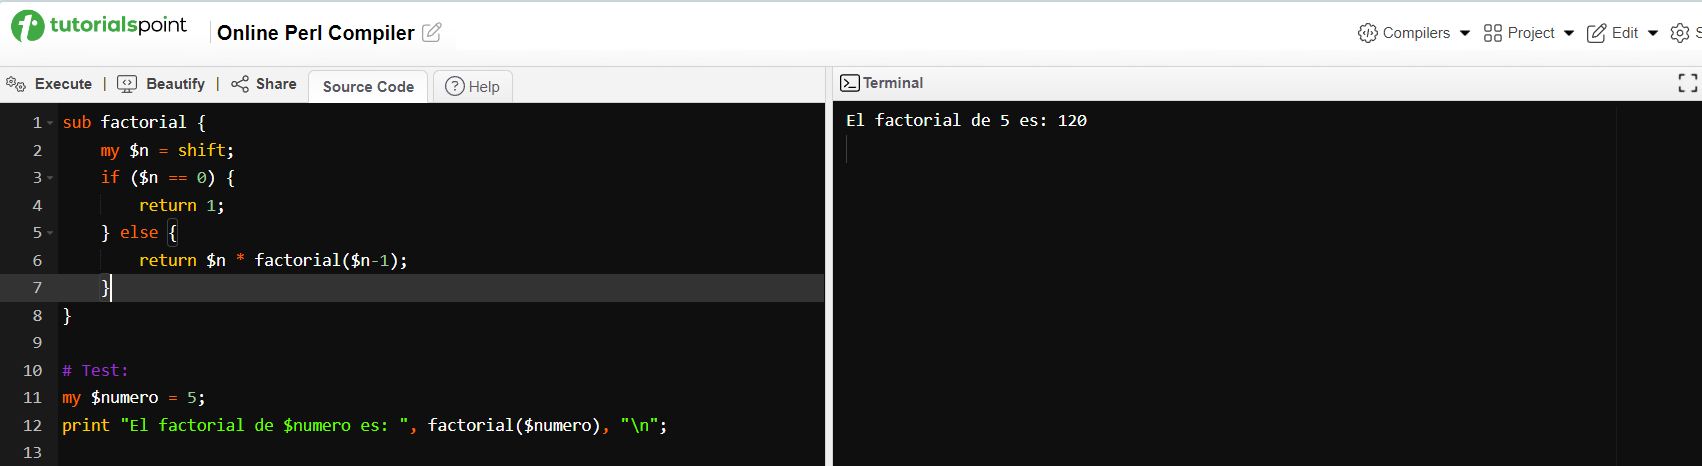 tutorialspoint
Online Perl Compiler
Compilers Project Edit S
Execute | Beautify | Share Source Code ? Help
Terminal
1 sub factorial {
2     my $n = shift;
3     if ($n == 0) {
4         return 1;
5     } else {
6         return $n * factorial($n-1);
7     }
8 }
9
10 # Test:
11 my $numero = 5;
12 print "El factorial de $numero es: ", factorial($numero), "\n";
13
El factorial de 5 es: 120